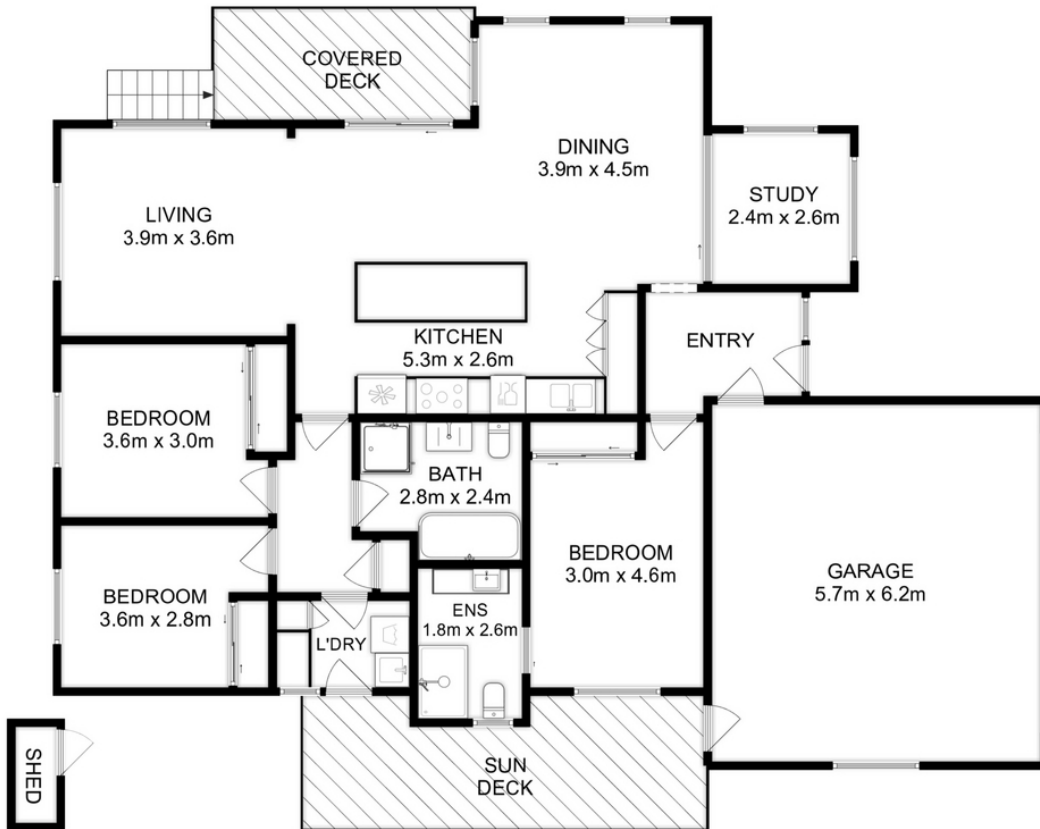 COVERED
DECK
DINING
3.9m x 4.5m
STUDY
2.4m x 2.6m
LIVING
3.9m x 3.6m
KITCHEN
5.3m x 2.6m
ENTRY
BEDROOM
3.6m x 3.0m
BATH
2.8m x 2.4m
BEDROOM
3.0m x 4.6m
GARAGE
5.7m x 6.2m
BEDROOM
3.6m x 2.8m
ENS
1.8m x 2.6m
L'DRY
SHED
SUN
DECK